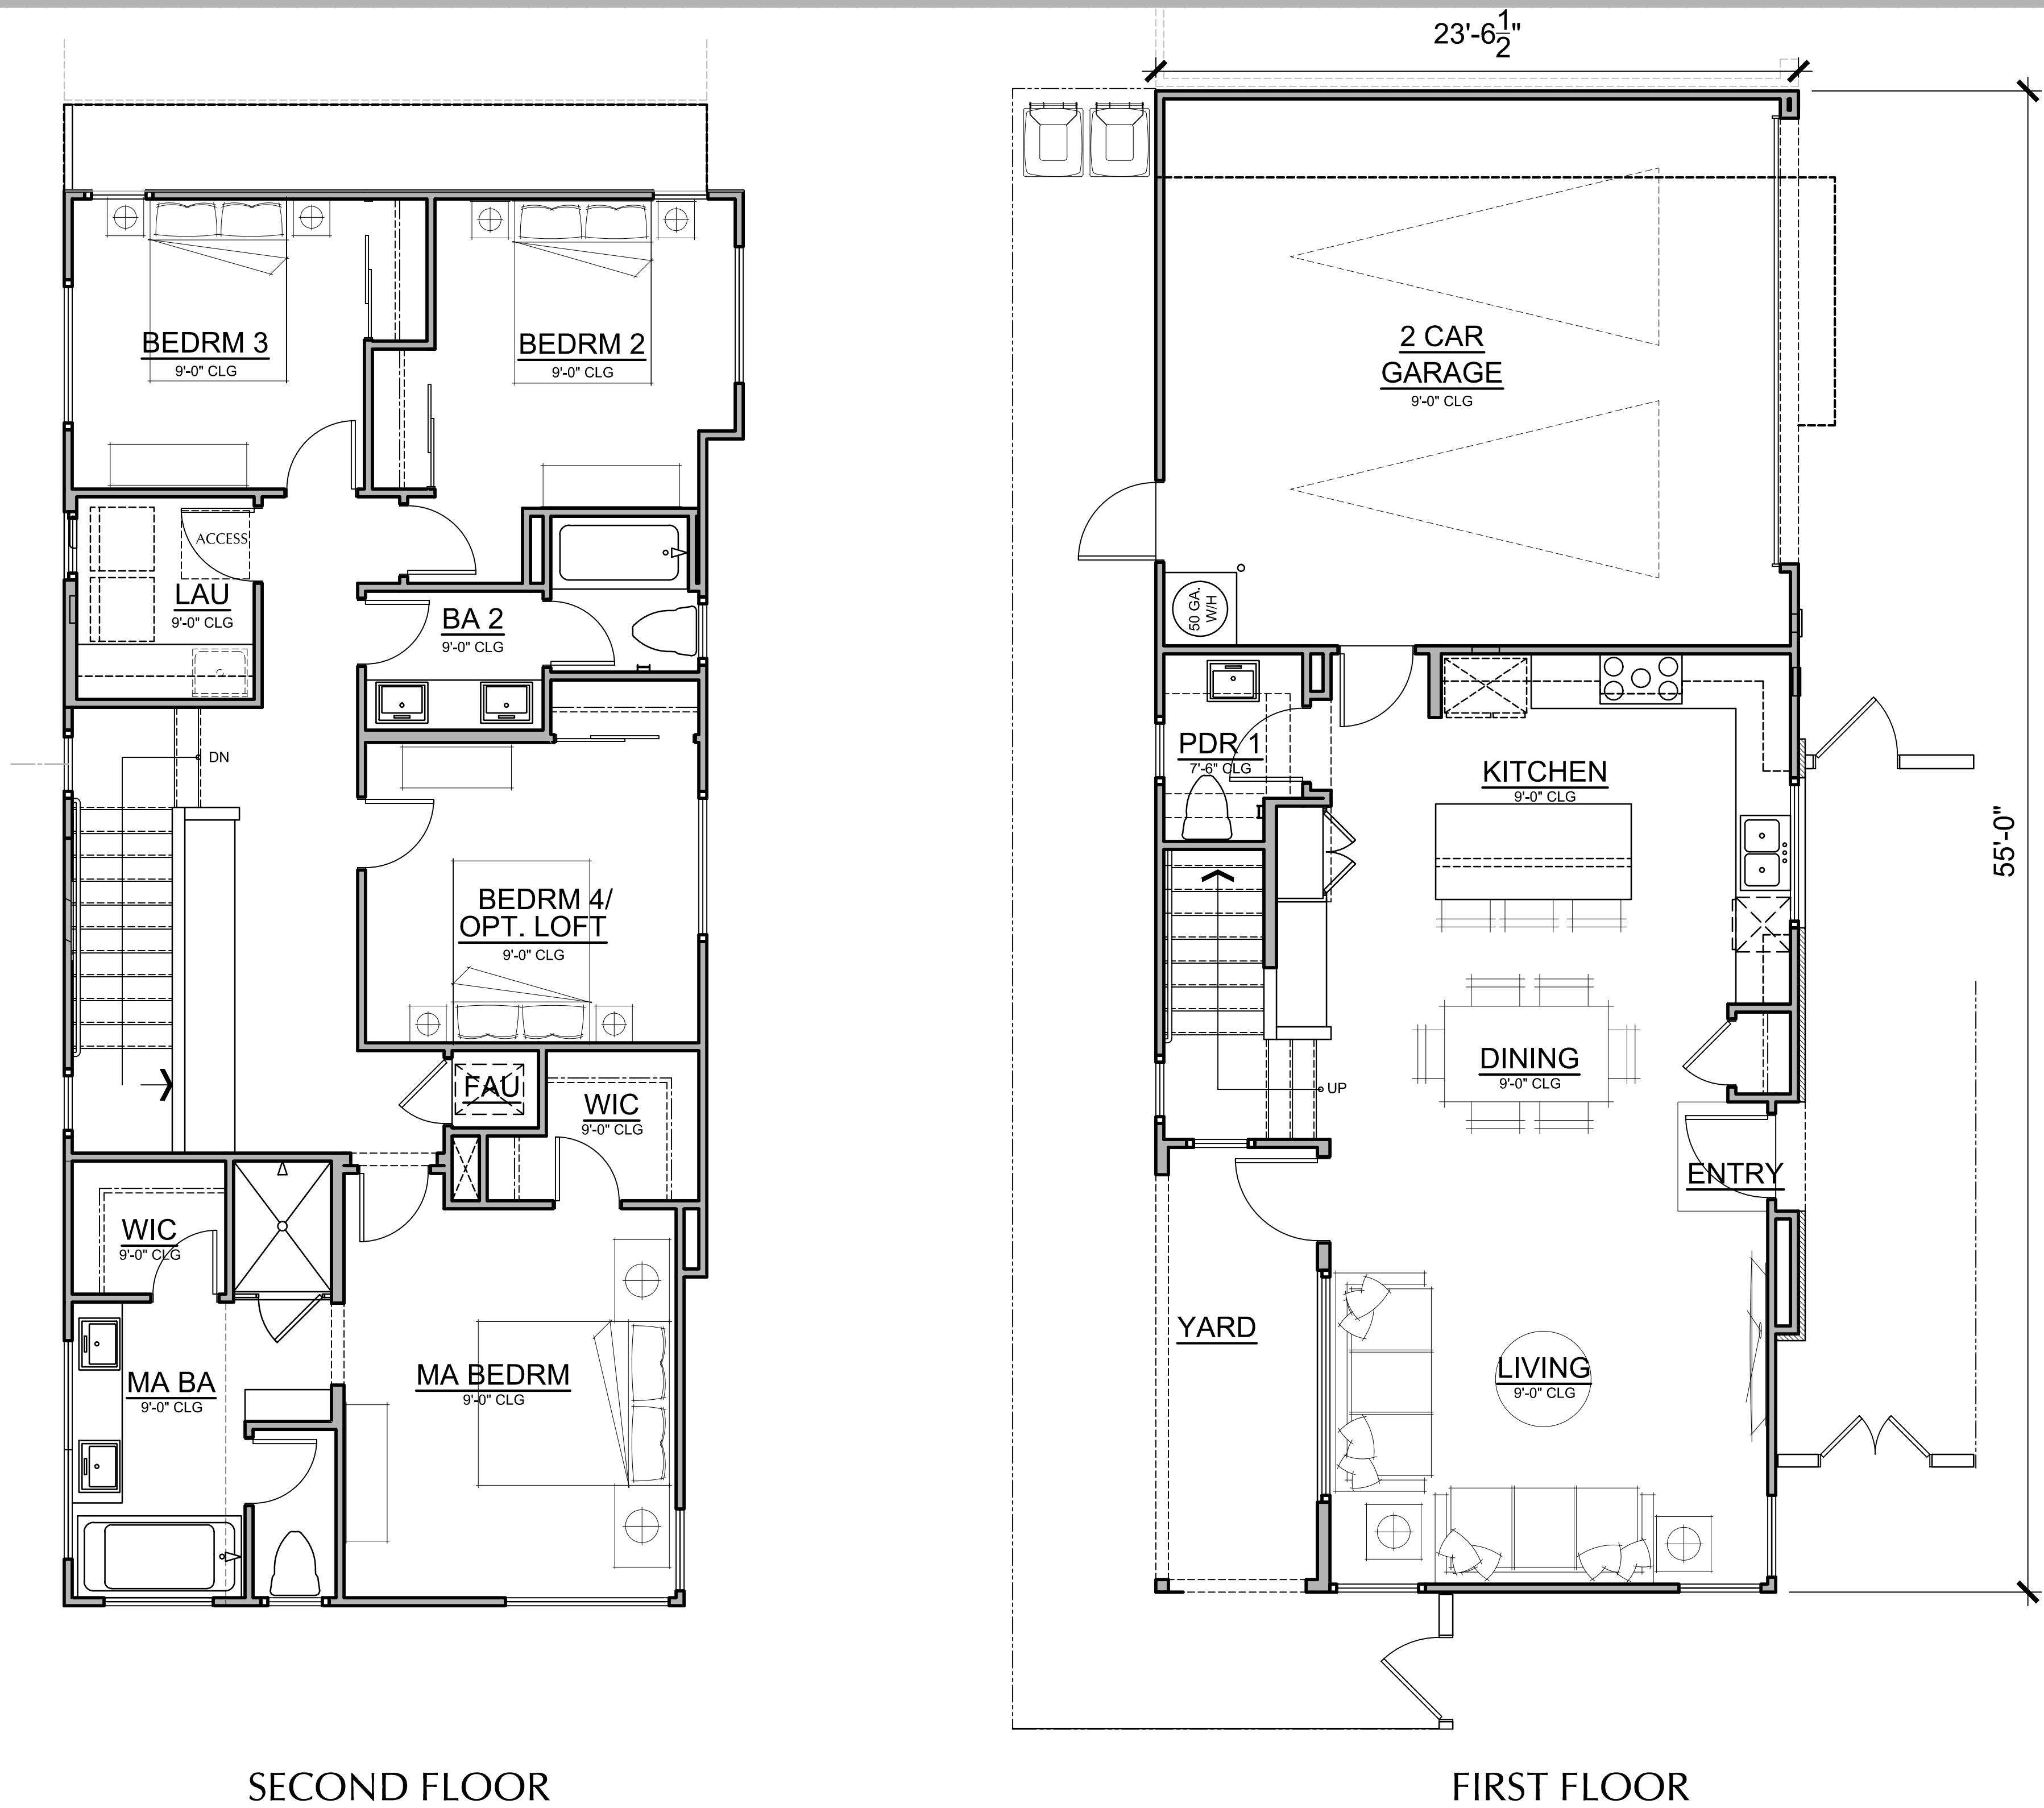 BEDRM 3
9'-0" CLG
BEDRM 2
9'-0" CLG
ACCESS
LAU
9'-0" CLG
BA 2
9'-0" CLG
DN
BEDRM 4/
OPT. LOFT
9'-0" CLG
FAU
WIC
9'-0" CLG
WIC
9'-0" CLG
MA BA
9'-0" CLG
MA BEDRM
9'-0" CLG
SECOND FLOOR
23'-6 1/2"
2 CAR
GARAGE
9'-0" CLG
50 GA.
W/H
PDR 1
7'-6" CLG
KITCHEN
9'-0" CLG
55'-0"
DINING
9'-0" CLG
UP
ENTRY
YARD
LIVING
9'-0" CLG
FIRST FLOOR